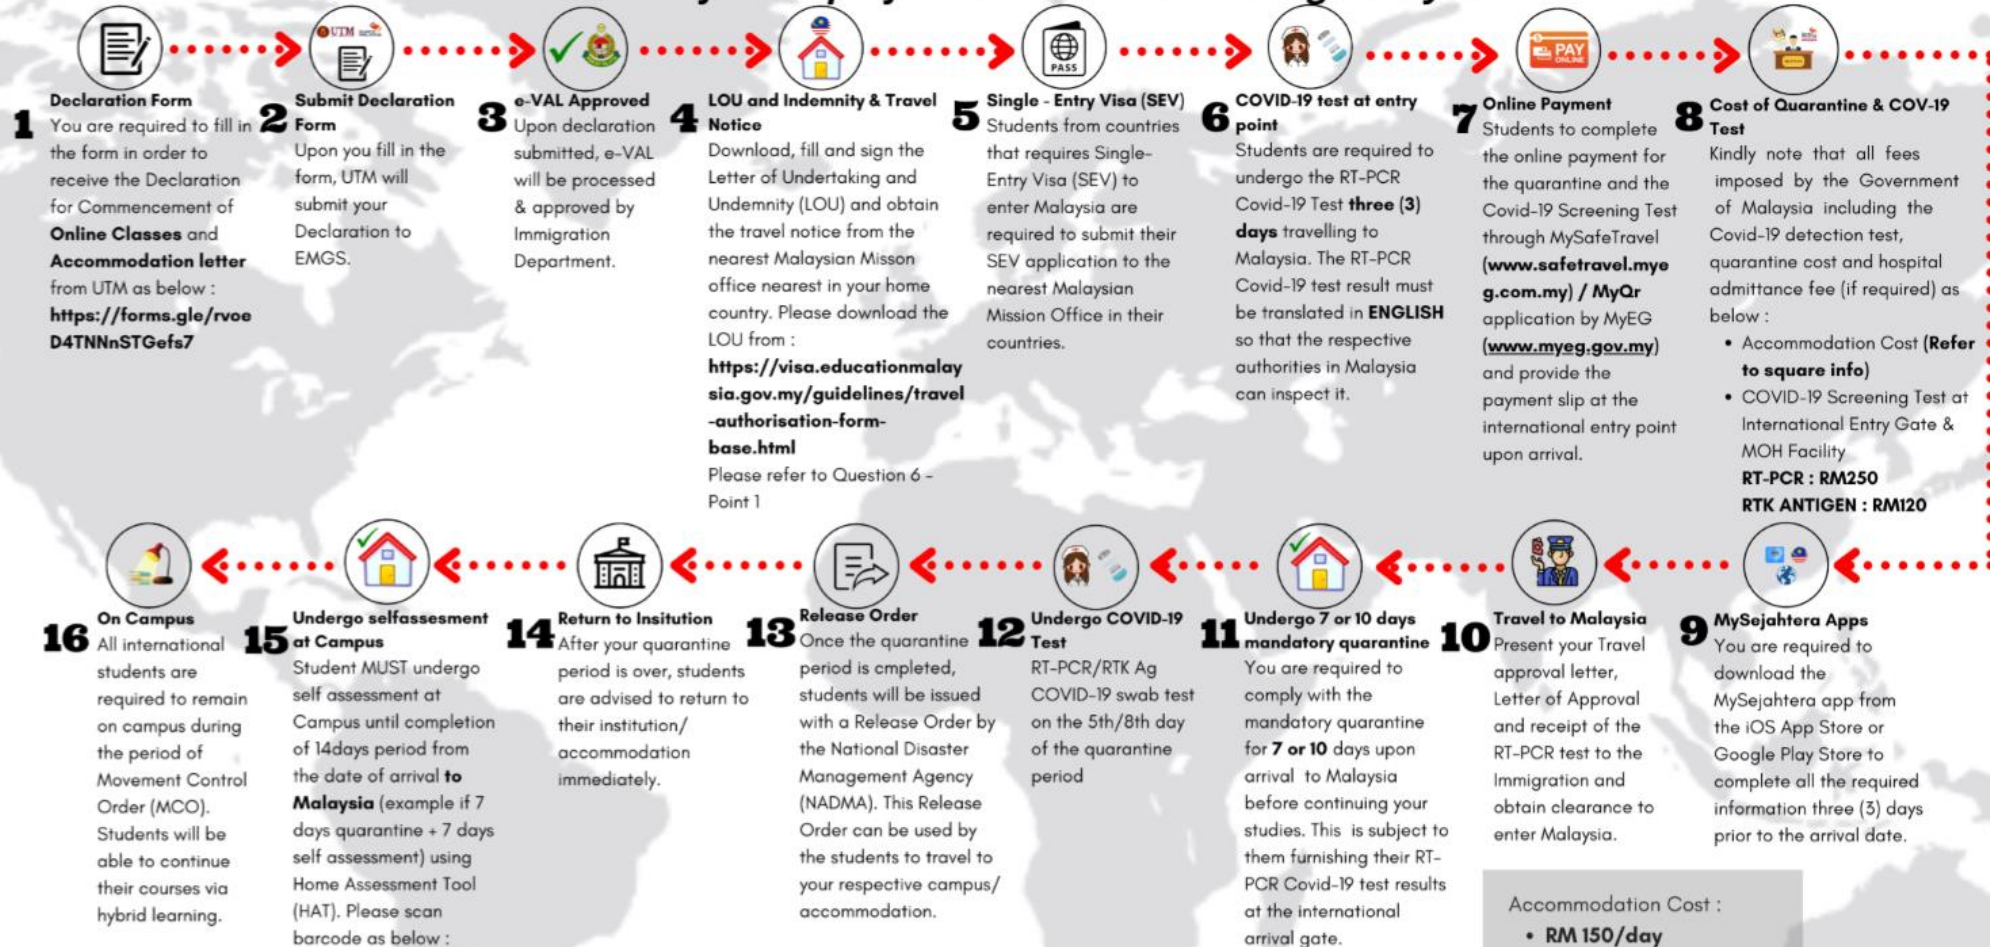 UTM
PASS
PAY
ONLINE
1
Declaration Form
You are required to fill in
the form in order to
receive the Declaration
for Commencement of
Online Classes and
Accommodation letter
from UTM as below :
https://forms.gle/rvoe
D4TNNnSTGefs7
2
Submit Declaration
Form
Upon you fill in the
form, UTM will
submit your
Declaration to
EMGS.
3
e-VAL Approved
Upon declaration
submitted, e-VAL
will be processed
& approved by
Immigration
Department.
4
LOU and Indemnity & Travel
Notice
Download, fill and sign the
Letter of Undertaking and
Undemnity (LOU) and obtain
the travel notice from the
nearest Malaysian Misson
office nearest in your home
country. Please download the
LOU from :
https://visa.educationmalay
sia.gov.my/guidelines/travel
-authorisation-form-
base.html
Please refer to Question 6 -
Point 1
5
Single - Entry Visa (SEV)
Students from countries
that requires Single-
Entry Visa (SEV) to
enter Malaysia are
required to submit their
SEV application to the
nearest Malaysian
Mission Office in their
countries.
6
COVID-19 test at entry
point
Students are required to
undergo the RT-PCR
Covid-19 Test three (3)
days travelling to
Malaysia. The RT-PCR
Covid-19 test result must
be translated in ENGLISH
so that the respective
authorities in Malaysia
can inspect it.
7
Online Payment
Students to complete
the online payment for
the quarantine and the
Covid-19 Screening Test
through MySafeTravel
(www.safetravel.mye
g.com.my) / MyQr
application by MyEG
(www.myeg.gov.my)
and provide the
payment slip at the
international entry point
upon arrival.
8
Cost of Quarantine & COV-19
Test
Kindly note that all fees
imposed by the Government
of Malaysia including the
Covid-19 detection test,
quarantine cost and hospital
admittance fee (if required) as
below :
• Accommodation Cost (Refer
to square info)
• COVID-19 Screening Test at
International Entry Gate &
MOH Facility
RT-PCR : RM250
RTK ANTIGEN : RM120
9
MySejahtera Apps
You are required to
download the
MySejahtera app from
the iOS App Store or
Google Play Store to
complete all the required
information three (3) days
prior to the arrival date.
10
Travel to Malaysia
Present your Travel
approval letter,
Letter of Approval
and receipt of the
RT-PCR test to the
Immigration and
obtain clearance to
enter Malaysia.
11
Undergo 7 or 10 days
mandatory quarantine
You are required to
comply with the
mandatory quarantine
for 7 or 10 days upon
arrival to Malaysia
before continuing your
studies. This is subject to
them furnishing their RT-
PCR Covid-19 test results
at the international
arrival gate.
12
Undergo COVID-19
Test
RT-PCR/RTK Ag
COVID-19 swab test
on the 5th/8th day
of the quarantine
period
13
Release Order
Once the quarantine
period is cmpleted,
students will be issued
with a Release Order by
the National Disaster
Management Agency
(NADMA). This Release
Order can be used by
the students to travel to
your respective campus/
accommodation.
14
Return to Insitution
After your quarantine
period is over, students
are advised to return to
their institution/
accommodation
immediately.
15
Undergo selfassesment
at Campus
Student MUST undergo
self assessment at
Campus until completion
of 14days period from
the date of arrival to
Malaysia (example if 7
days quarantine + 7 days
self assessment) using
Home Assessment Tool
(HAT). Please scan
barcode as below :
16
On Campus
All international
students are
required to remain
on campus during
the period of
Movement Control
Order (MCO).
Students will be
able to continue
their courses via
hybrid learning.
Accommodation Cost :
• RM 150/day